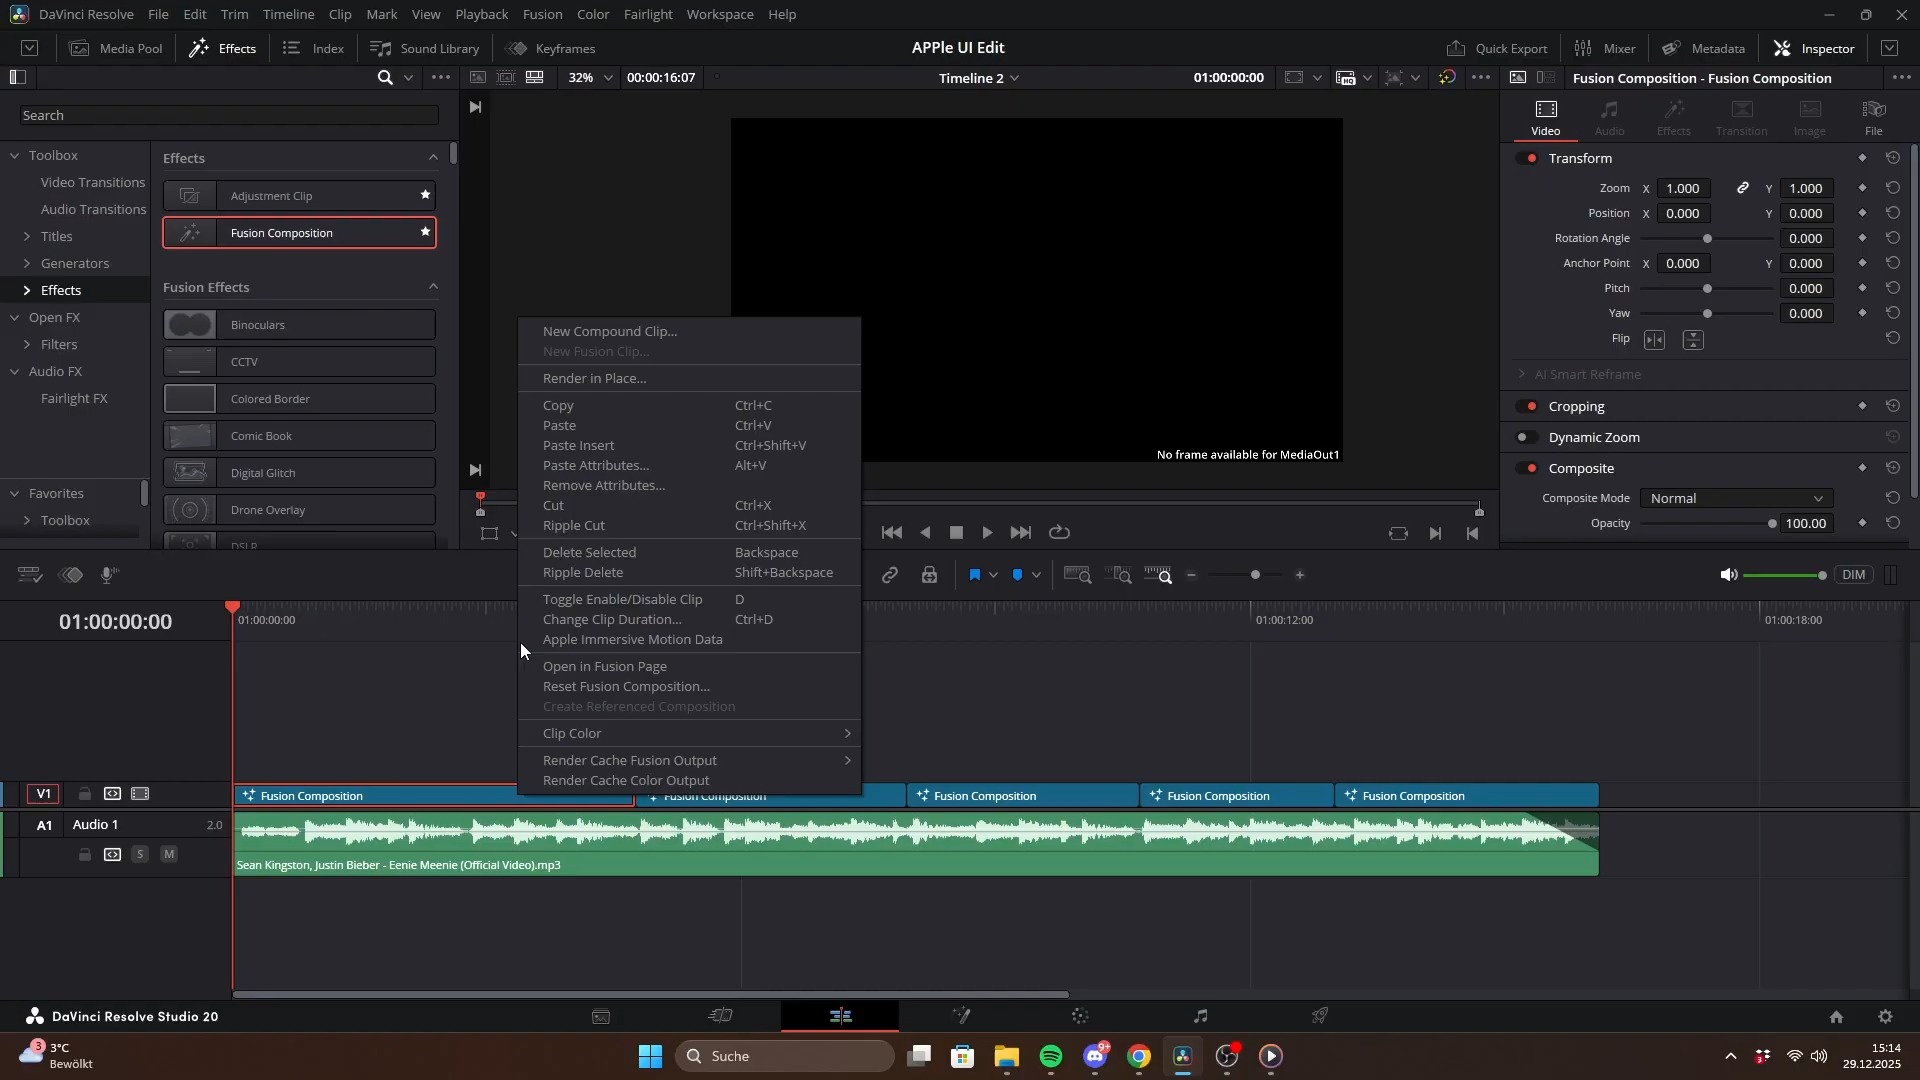 DaVinci Resolve File Edit Trim Timeline Clip Mark View Playback Fusion Color Fairlight Workspace Help
Media Pool Effects Index Sound Library Keyframes APPle UI Edit Quick Export Mixer Metadata Inspector
32% 00:00:16:07 Timeline 2 01:00:00:00 Fusion Composition - Fusion Composition
Search
Video Audio Effects Transition Image File
Toolbox
Video Transitions
Audio Transitions
Titles
Generators
Effects
Open FX
Filters
Audio FX
Fairlight FX
Favorites
Toolbox
Effects
Adjustment Clip
Fusion Composition
Fusion Effects
Binoculars
CCTV
Colored Border
Comic Book
Digital Glitch
Drone Overlay
DSLR
No frame available for MediaOut1
Transform
Zoom X 1.000 Y 1.000
Position X 0.000 Y 0.000
Rotation Angle 0.000
Anchor Point X 0.000 Y 0.000
Pitch 0.000
Yaw 0.000
Flip
AI Smart Reframe
Cropping
Dynamic Zoom
Composite
Composite Mode Normal
Opacity 100.00
New Compound Clip...
New Fusion Clip...
Render in Place...
Copy Ctrl+C
Paste Ctrl+V
Paste Insert Ctrl+Shift+V
Paste Attributes... Alt+V
Remove Attributes...
Cut Ctrl+X
Ripple Cut Ctrl+Shift+X
Delete Selected Backspace
Ripple Delete Shift+Backspace
Toggle Enable/Disable Clip D
Change Clip Duration... Ctrl+D
Apple Immersive Motion Data
Open in Fusion Page
Reset Fusion Composition...
Create Referenced Composition
Clip Color
Render Cache Fusion Output
Render Cache Color Output
DIM
01:00:00:00 01:00:00:00 01:00:12:00 01:00:18:00
V1 Fusion Composition Fusion Composition Fusion Composition Fusion Composition Fusion Composition
A1 Audio 1 2.0
S M
Sean Kingston, Justin Bieber - Eenie Meenie (Official Video).mp3
DaVinci Resolve Studio 20
3 3°C
Bewölkt
Suche
9+
3
15:14
29.12.2025